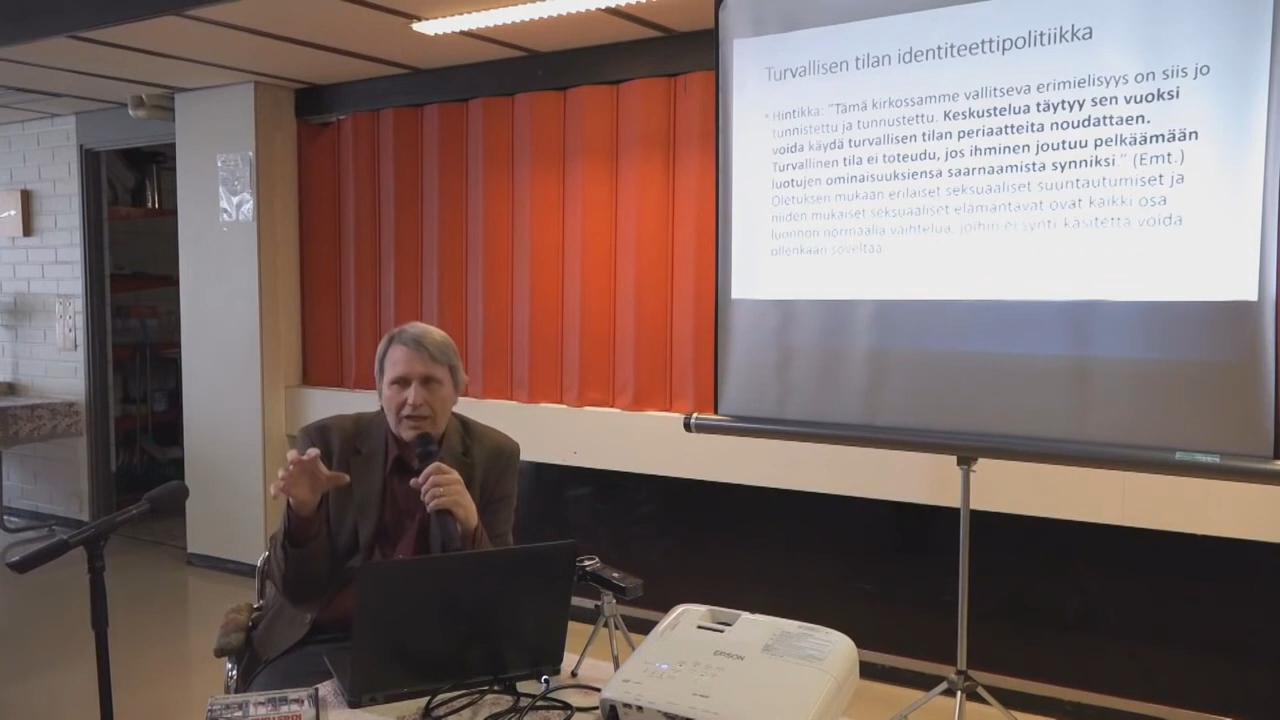 Turvallisen tilan identiteettipolitiikka
• Hintikka: "Tämä kirkossamme vallitseva erimielisyys on siis jo
tunnistettu ja tunnustettu. Keskustelua täytyy sen vuoksi
voida käydä turvallisen tilan periaatteita noudattaen.
Turvallinen tila ei toteudu, jos ihminen joutuu pelkäämään
luotujen ominaisuuksiensa saarnaamista synniksi." (Emt.)
Oletuksen mukaan erilaiset seksuaaliset suuntautumiset ja
niiden mukaiset seksuaaliset elämäntavat ovat kaikki osa
luonnon normaalia vaihtelua, joihin ei synti-käsitettä voida
ollenkaan soveltaa
EPSON